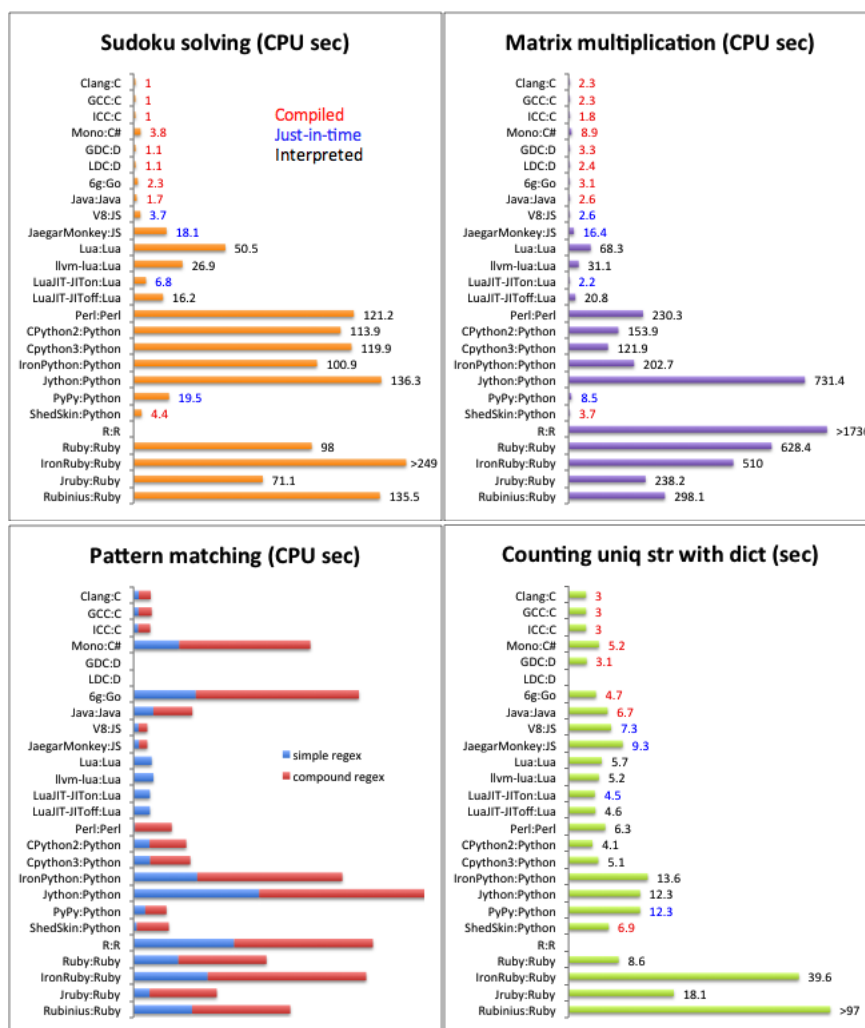 Sudoku solving (CPU sec)
Clang:C 1
GCC:C 1
ICC:C 1
Compiled
Mono:C# 3.8
Just-in-time
GDC:D 1.1
Interpreted
LDC:D 1.1
6g:Go 2.3
Java:Java 1.7
V8:JS 3.7
JaegarMonkey:JS 18.1
Lua:Lua 50.5
llvm-lua:Lua 26.9
LuaJIT-JITon:Lua 6.8
LuaJIT-JIToff:Lua 16.2
Perl:Perl 121.2
CPython2:Python 113.9
Cpython3:Python 119.9
IronPython:Python 100.9
Jython:Python 136.3
PyPy:Python 19.5
ShedSkin:Python 4.4
R:R
Ruby:Ruby 98
IronRuby:Ruby >249
Jruby:Ruby 71.1
Rubinius:Ruby 135.5
Matrix multiplication (CPU sec)
Clang:C 2.3
GCC:C 2.3
ICC:C 1.8
Mono:C# 8.9
GDC:D 3.3
LDC:D 2.4
6g:Go 3.1
Java:Java 2.6
V8:JS 2.6
JaegarMonkey:JS 16.4
Lua:Lua 68.3
llvm-lua:Lua 31.1
LuaJIT-JITon:Lua 2.2
LuaJIT-JIToff:Lua 20.8
Perl:Perl 230.3
CPython2:Python 153.9
Cpython3:Python 121.9
IronPython:Python 202.7
Jython:Python 731.4
PyPy:Python 8.5
ShedSkin:Python 3.7
R:R >1730
Ruby:Ruby 628.4
IronRuby:Ruby 510
Jruby:Ruby 238.2
Rubinius:Ruby 298.1
Pattern matching (CPU sec)
Clang:C
GCC:C
ICC:C
Mono:C#
GDC:D
LDC:D
6g:Go
Java:Java
V8:JS
simple regex
JaegarMonkey:JS
Lua:Lua
compound regex
llvm-lua:Lua
LuaJIT-JITon:Lua
LuaJIT-JIToff:Lua
Perl:Perl
CPython2:Python
Cpython3:Python
IronPython:Python
Jython:Python
PyPy:Python
ShedSkin:Python
R:R
Ruby:Ruby
IronRuby:Ruby
Jruby:Ruby
Rubinius:Ruby
Counting uniq str with dict (sec)
Clang:C 3
GCC:C 3
ICC:C 3
Mono:C# 5.2
GDC:D 3.1
LDC:D
6g:Go 4.7
Java:Java 6.7
V8:JS 7.3
JaegarMonkey:JS 9.3
Lua:Lua 5.7
llvm-lua:Lua 5.2
LuaJIT-JITon:Lua 4.5
LuaJIT-JIToff:Lua 4.6
Perl:Perl 6.3
CPython2:Python 4.1
Cpython3:Python 5.1
IronPython:Python 13.6
Jython:Python 12.3
PyPy:Python 12.3
ShedSkin:Python 6.9
R:R
Ruby:Ruby 8.6
IronRuby:Ruby 39.6
Jruby:Ruby 18.1
Rubinius:Ruby >97